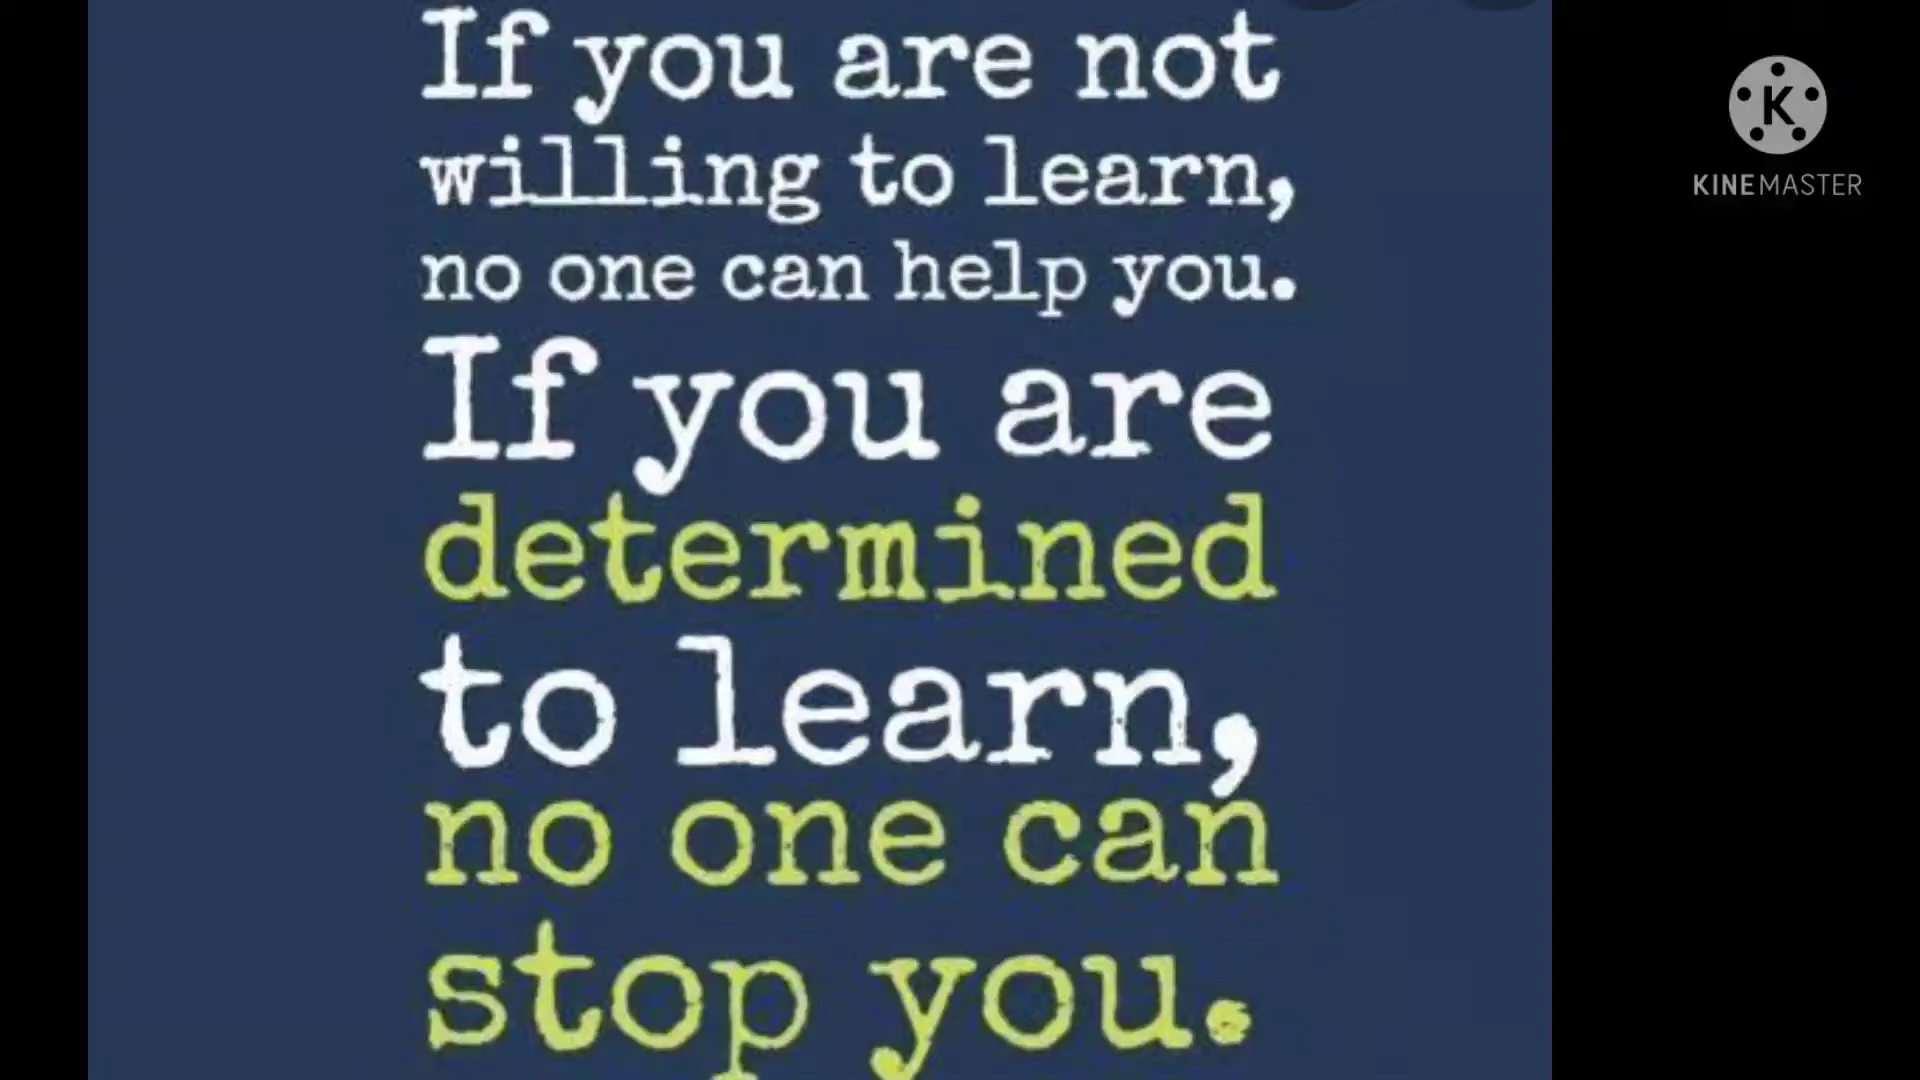 If you are not
willing to learn,
no one can help you.
If you are
determined
to learn,
no one can
stop you.
K
KINEMASTER